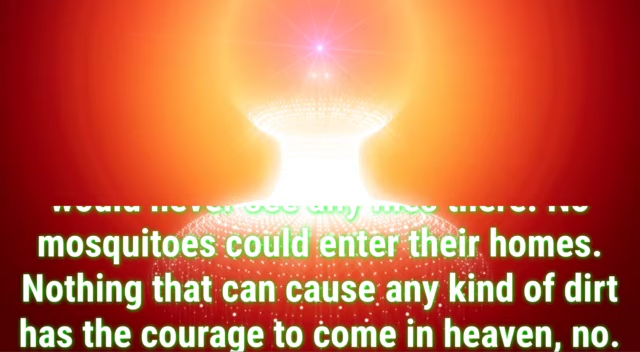 would never see any flies there. No
mosquitoes could enter their homes.
Nothing that can cause any kind of dirt
has the courage to come in heaven, no.